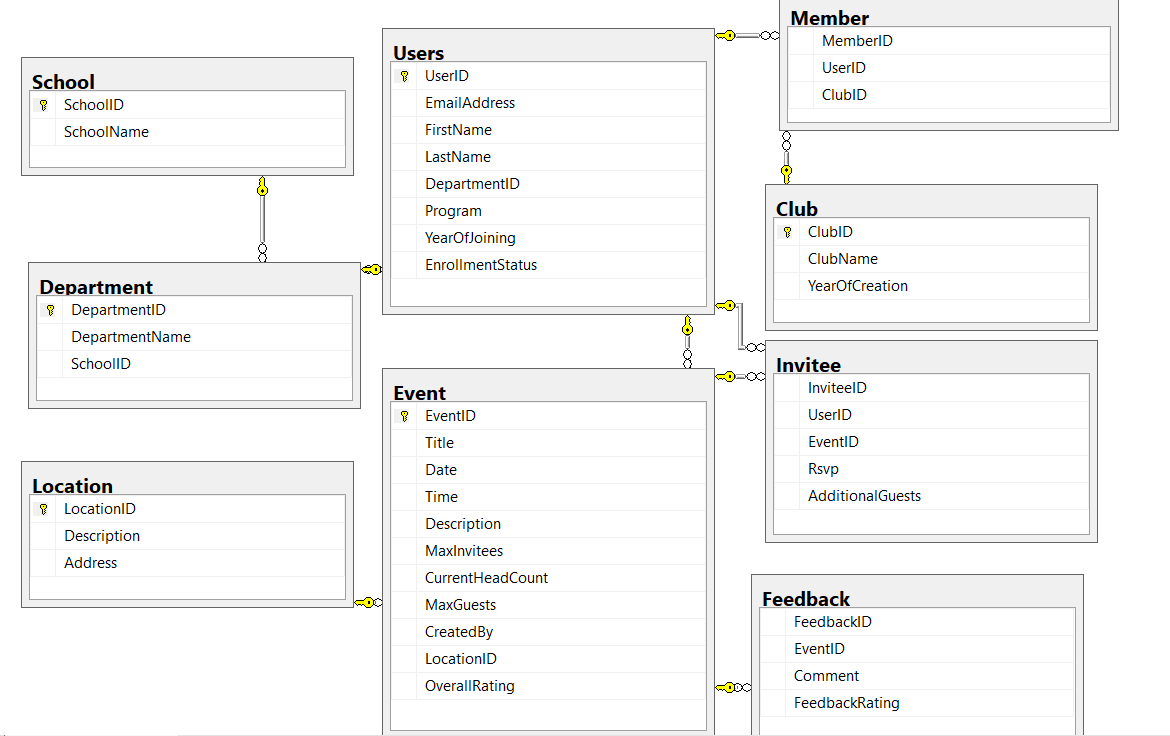 School
SchoolID
SchoolName
Department
DepartmentID
DepartmentName
SchoolID
Location
LocationID
Description
Address
Users
UserID
EmailAddress
FirstName
LastName
DepartmentID
Program
YearOfJoining
EnrollmentStatus
Event
EventID
Title
Date
Time
Description
MaxInvitees
CurrentHeadCount
MaxGuests
CreatedBy
LocationID
OverallRating
Member
MemberID
UserID
ClubID
Club
ClubID
ClubName
YearOfCreation
Invitee
InviteeID
UserID
EventID
Rsvp
AdditionalGuests
Feedback
FeedbackID
EventID
Comment
FeedbackRating